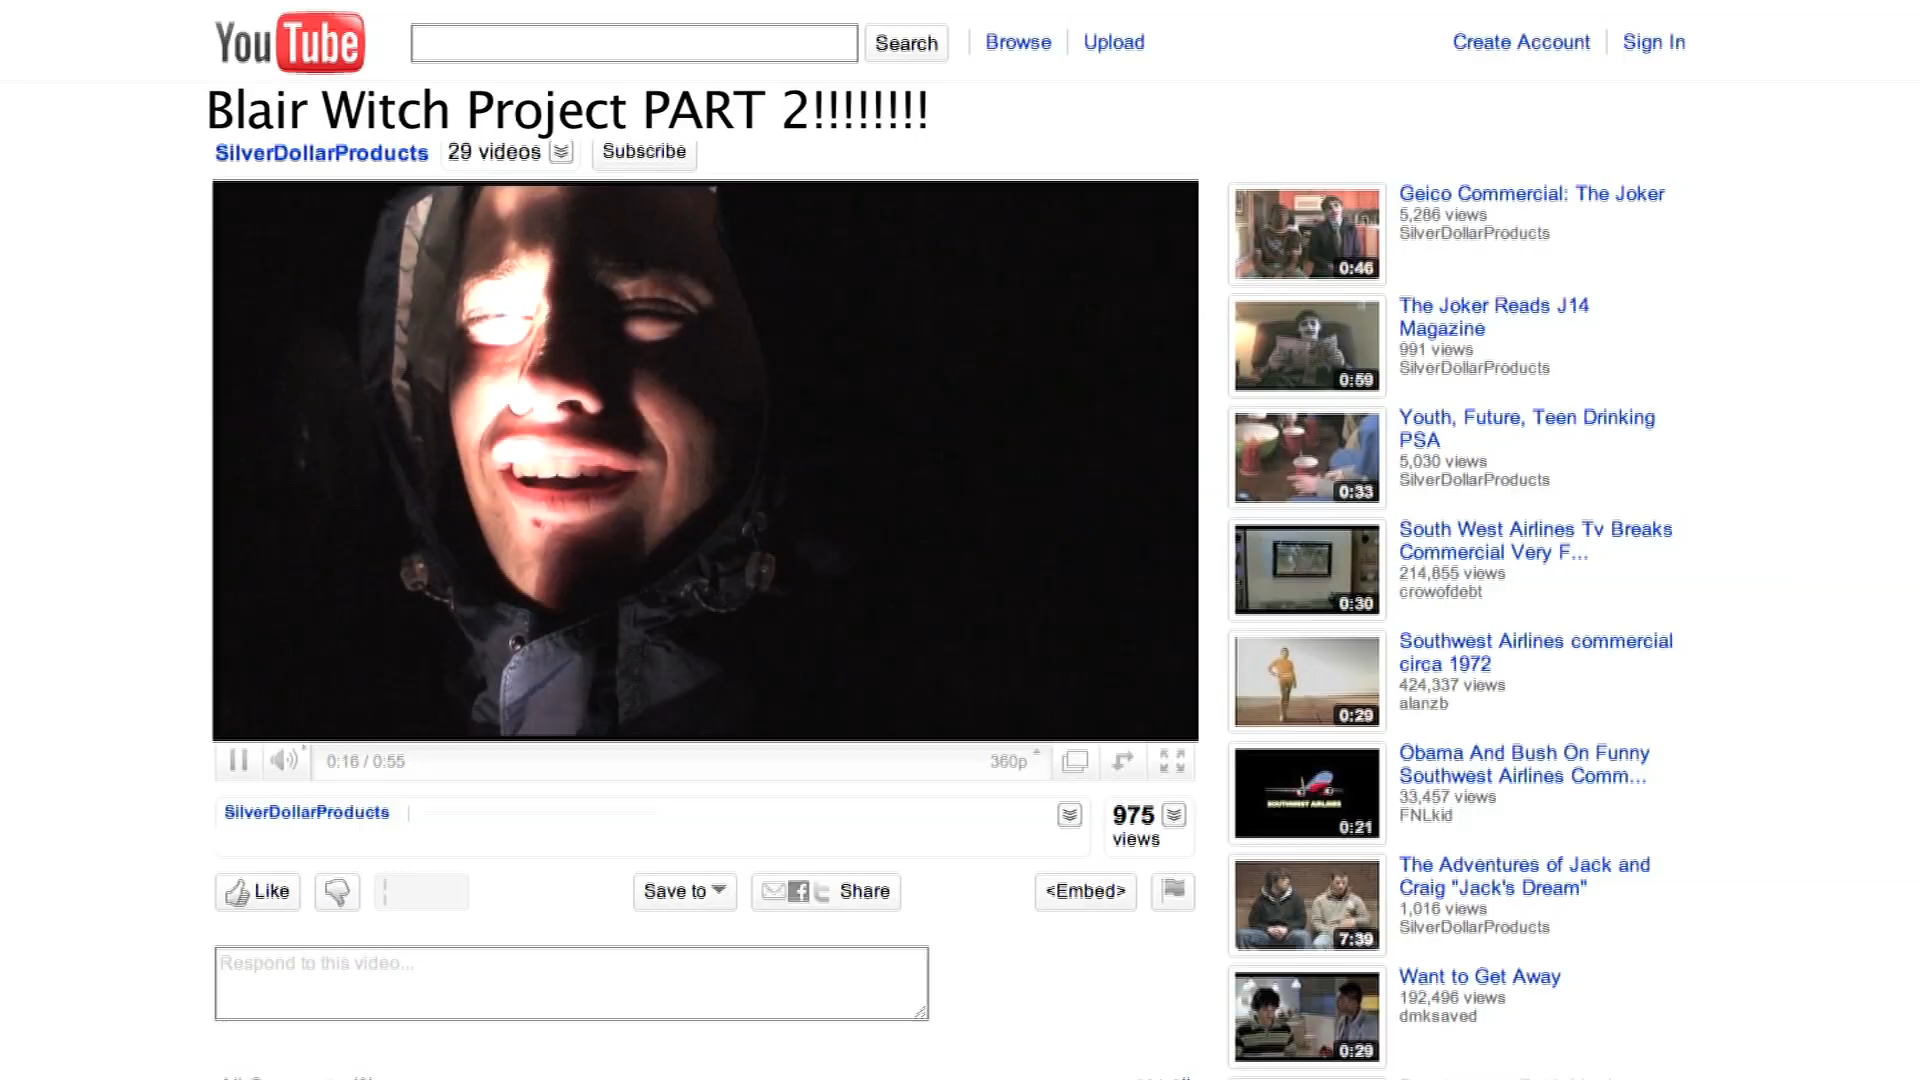 YouTube
Search
Browse
Upload
Create Account
Sign In
Blair Witch Project PART 2!!!!!!!!
SilverDollarProducts
29 videos
Subscribe
0:16 / 0:55
360p
SilverDollarProducts
975
views
Like
Save to
Share
<Embed>
Respond to this video...
Geico Commercial: The Joker
5,286 views
SilverDollarProducts
0:46
The Joker Reads J14
Magazine
991 views
SilverDollarProducts
0:59
Youth, Future, Teen Drinking
PSA
5,030 views
SilverDollarProducts
0:33
South West Airlines Tv Breaks
Commercial Very F...
214,855 views
crowofdebt
0:30
Southwest Airlines commercial
circa 1972
424,337 views
alanzb
0:29
Obama And Bush On Funny
Southwest Airlines Comm...
33,457 views
FNLkid
SOUTHWEST AIRLINES
0:21
The Adventures of Jack and
Craig "Jack's Dream"
1,016 views
SilverDollarProducts
7:39
Want to Get Away
192,496 views
dmksaved
0:29